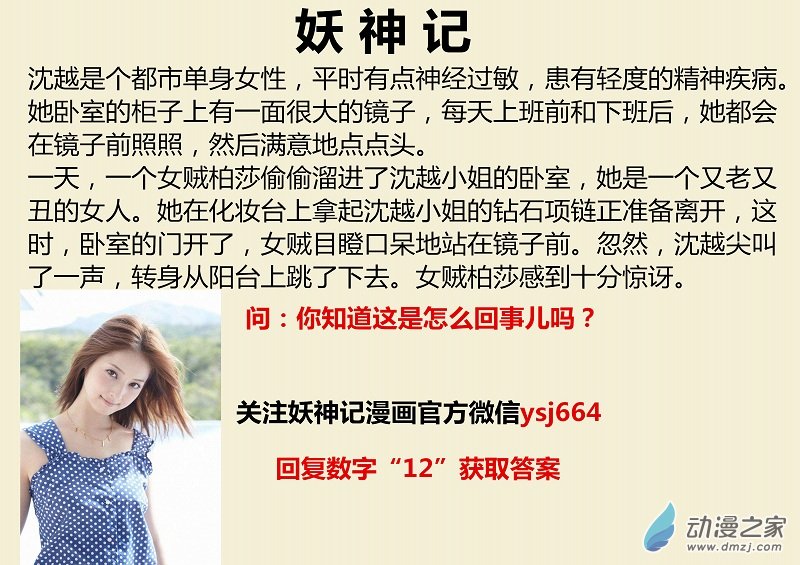 妖神记
沈越是个都市单身女性，平时有点神经过敏，患有轻度的精神疾病。
她卧室的柜子上有一面很大的镜子，每天上班前和下班后，她都会
在镜子前照照，然后满意地点点头。
一天，一个女贼柏莎偷偷溜进了沈越小姐的卧室，她是一个又老又
丑的女人。她在化妆台上拿起沈越小姐的钻石项链正准备离开，这
时，卧室的门开了，女贼目瞪口呆地站在镜子前。忽然，沈越尖叫
了一声，转身从阳台上跳了下去。女贼柏莎感到十分惊讶。
问：你知道这是怎么回事儿吗？
关注妖神记漫画官方微信ysj664
回复数字“12”获取答案
动漫之家
www.dmzj.com